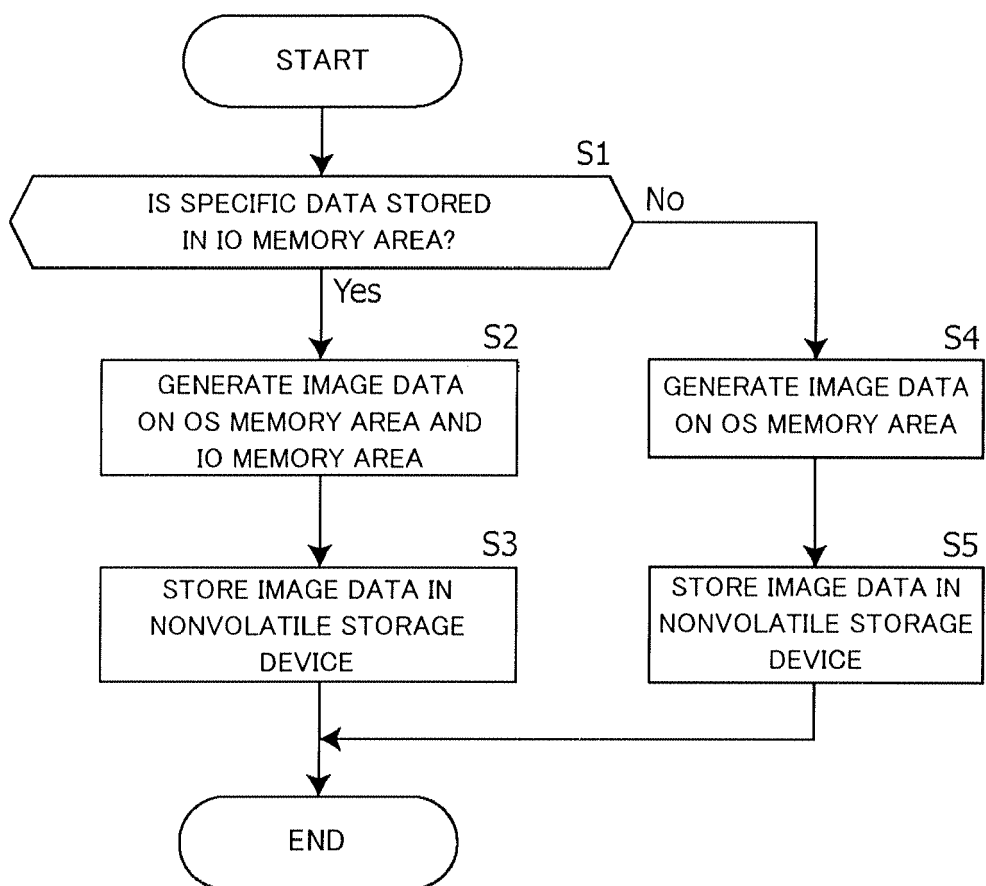 START
S1
IS SPECIFIC DATA STORED
IN IO MEMORY AREA?
No
Yes
S2
GENERATE IMAGE DATA
ON OS MEMORY AREA AND
IO MEMORY AREA
S4
GENERATE IMAGE DATA
ON OS MEMORY AREA
S3
STORE IMAGE DATA IN
NONVOLATILE STORAGE
DEVICE
S5
STORE IMAGE DATA IN
NONVOLATILE STORAGE
DEVICE
END